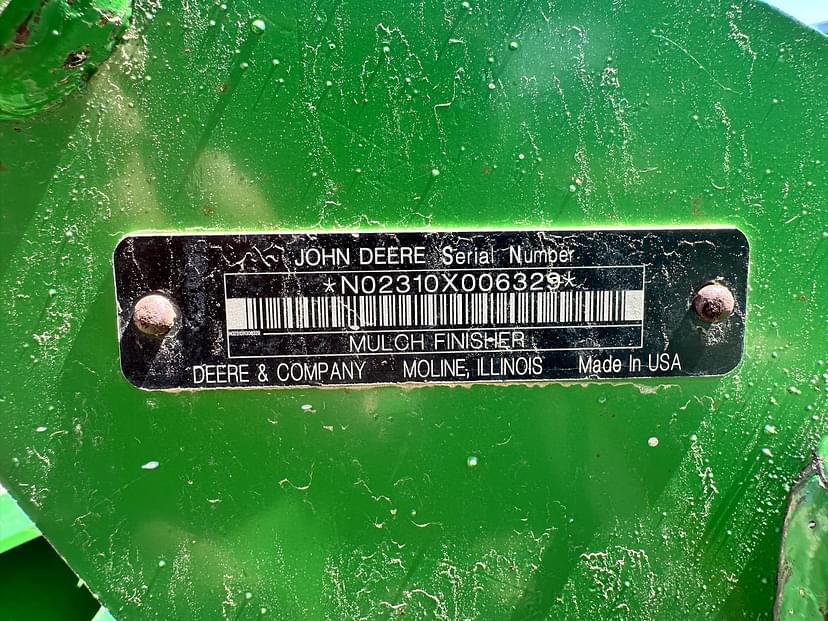 JOHN DEERE Serial Number
*N02310X006329*
MULCH FINISHER
DEERE & COMPANY MOLINE, ILLINOIS Made In USA